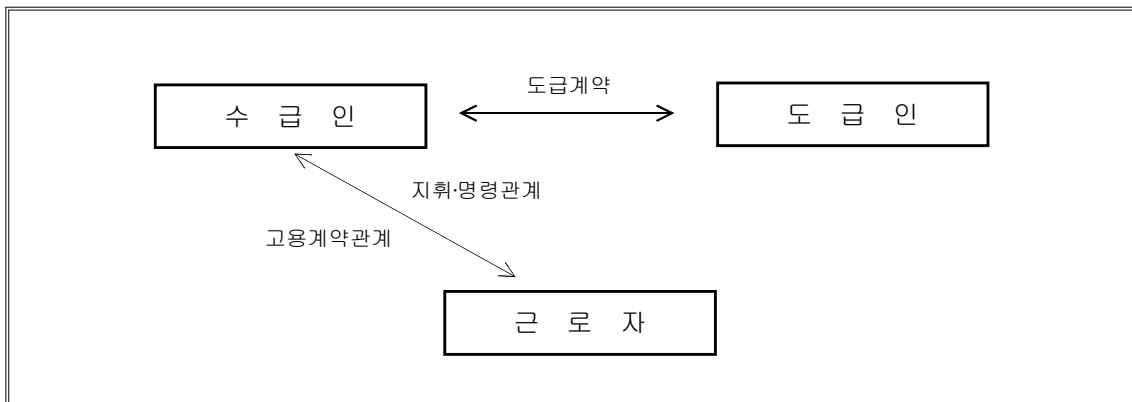 도급계약
수 급 인
도 급 인
지휘·명령관계
고용계약관계
근 로 자